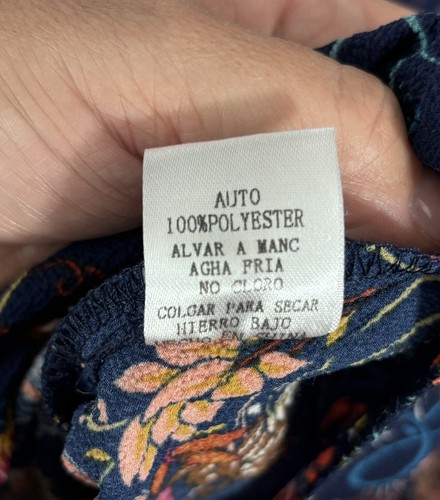 AUTO
100%POLYESTER
ALVAR A MANC
AGHA FRIA
NO CLORO
COLGAR PARA SECAR
HIERRO BAJO